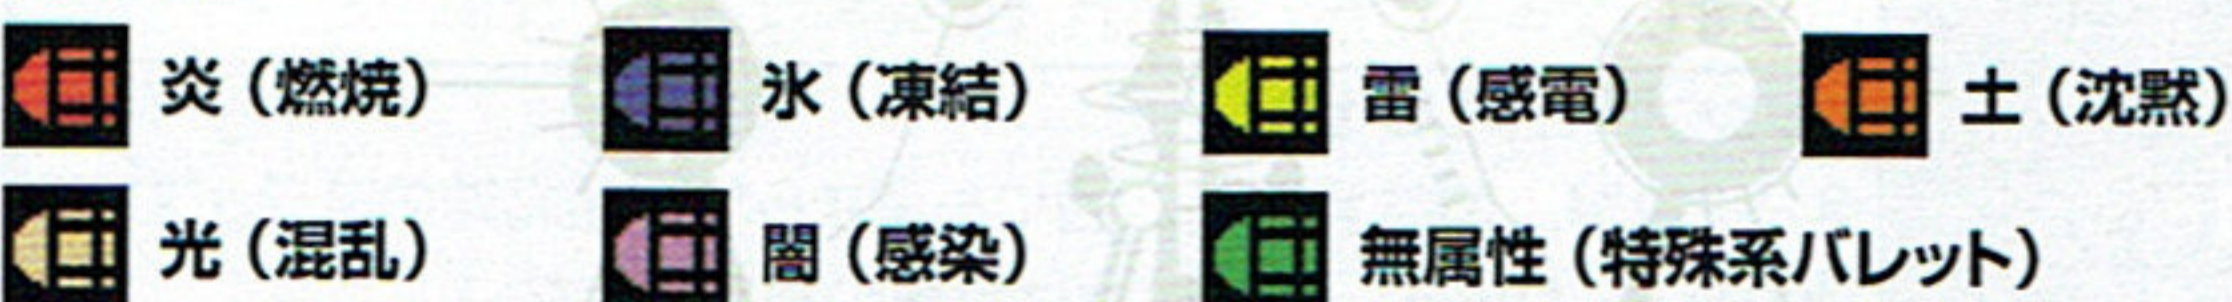 炎（燃焼） 氷（凍結） 雷（感電） 土（沈黙）
光（混乱） 闇（感染） 無属性（特殊系バレット）